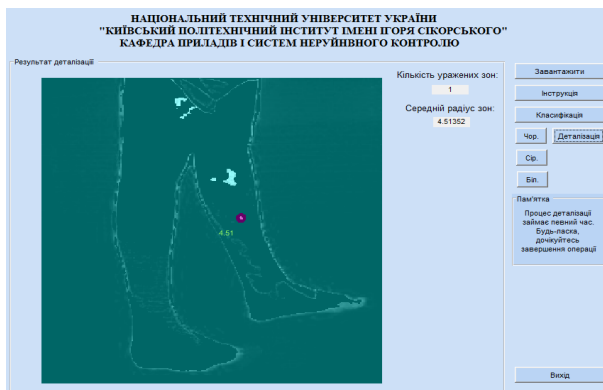 НАЦІОНАЛЬНИЙ ТЕХНІЧНИЙ УНІВЕРСИТЕТ УКРАЇНИ
"КИЇВСЬКИЙ ПОЛІТЕХНІЧНИЙ ІНСТИТУТ ІМЕНІ ІГОРЯ СІКОРСЬКОГО"
КАФЕДРА ПРИЛАДІВ І СИСТЕМ НЕРУЙНВНОГО КОНТРОЛЮ
Результат деталізації
Кількість уражених зон:
1
Середній радіус зон:
4.51352
4.51
Завантажити
Інструкція
Класифікація
Чор.
Деталізація
Сір.
Біл.
Пам'ятка
Процес деталізації
займає певний час.
Будь-ласка,
дочікуйтесь
завершення операції
Вихід